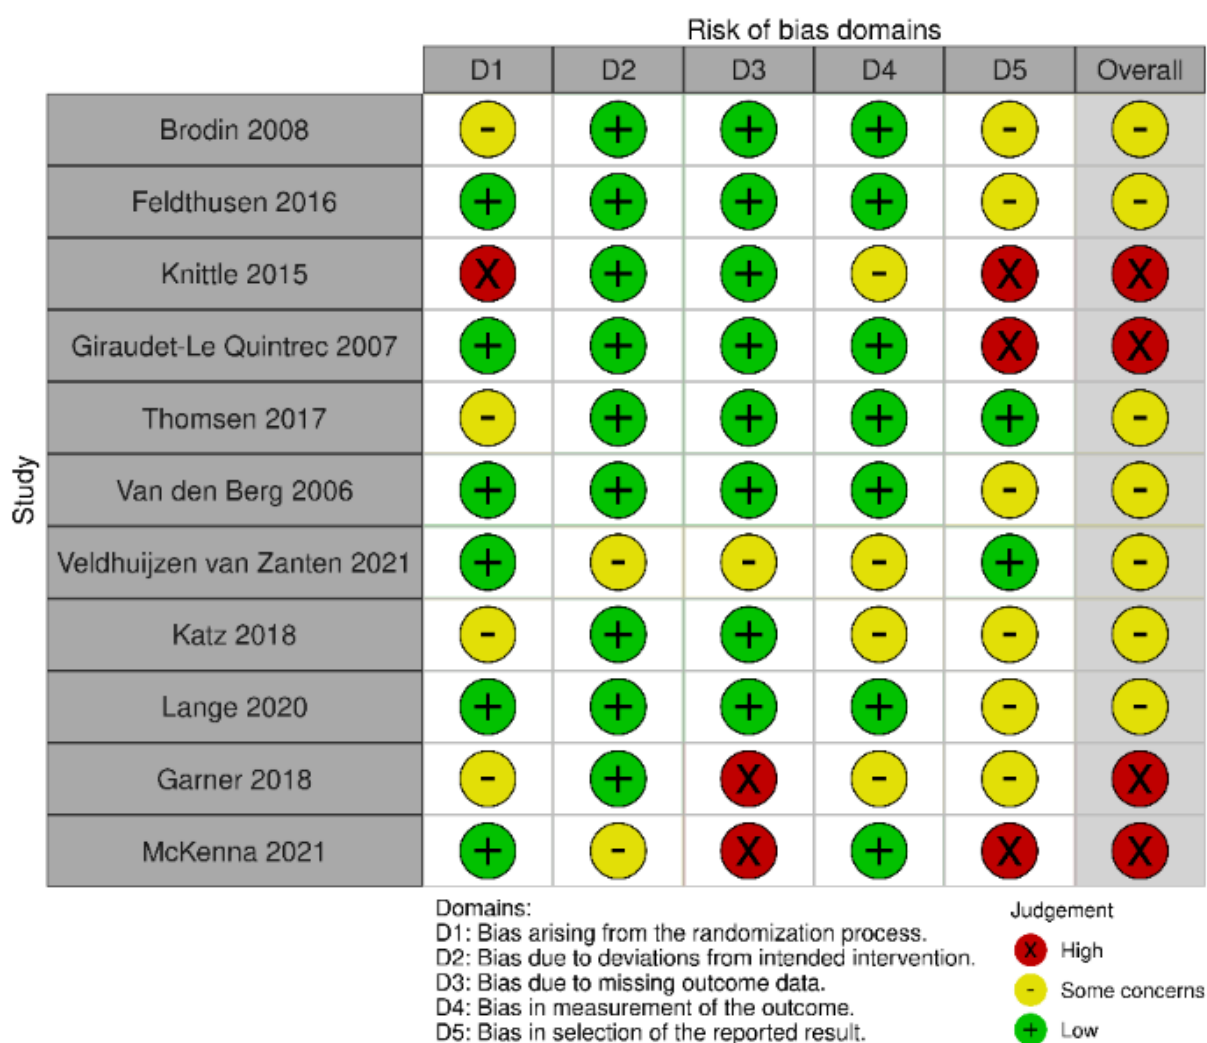 Risk of bias domains
D1 D2 D3 D4 D5 Overall
Study
Brodin 2008 - + + + - -
Feldthusen 2016 + + + + - -
Knittle 2015 X + + - X X
Giraudet-Le Quintrec 2007 + + + + X X
Thomsen 2017 - + + + + -
Van den Berg 2006 + + + + - -
Veldhuijzen van Zanten 2021 + - - - + -
Katz 2018 - + + - - -
Lange 2020 + + + + - -
Garner 2018 - + X - - X
McKenna 2021 + - X + X X
Domains:
D1: Bias arising from the randomization process.
D2: Bias due to deviations from intended intervention.
D3: Bias due to missing outcome data.
D4: Bias in measurement of the outcome.
D5: Bias in selection of the reported result.
Judgement
X High
- Some concerns
+ Low